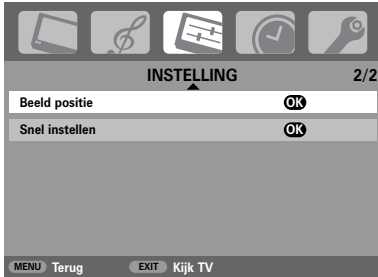 INSTELLING 2/2
Beeld positie OK
Snel instellen OK
MENU Terug EXIT Kijk TV